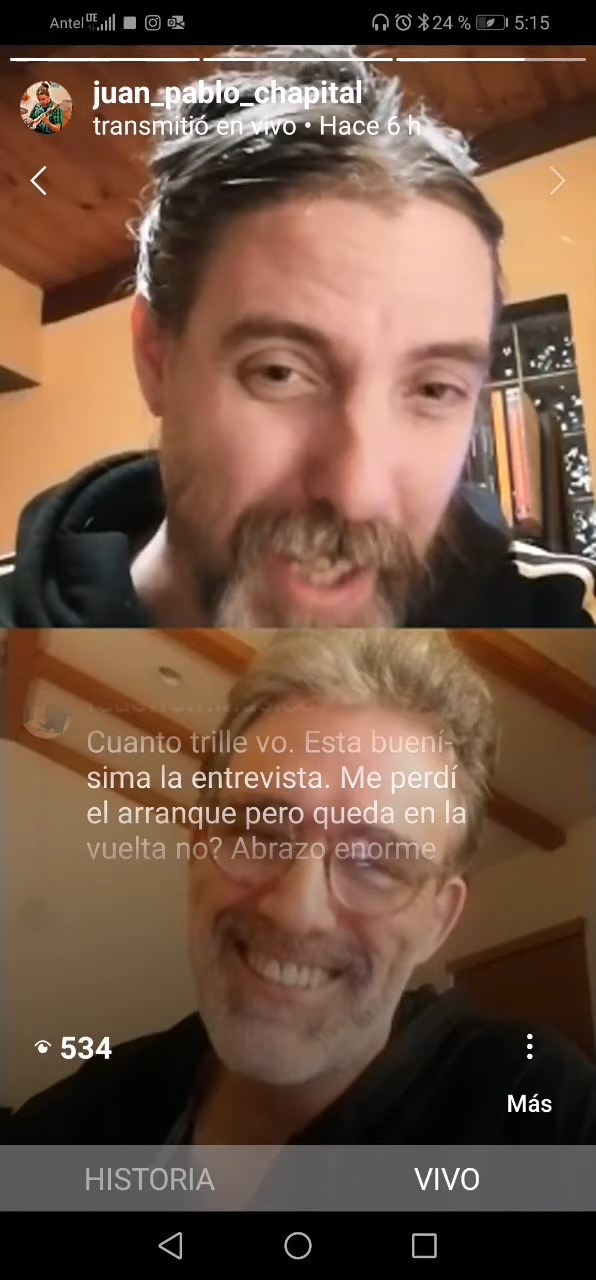 Antel LTE 24 % 5:15
juan_pablo_chapital
transmitió en vivo • Hace 6 h
Cuanto trille vo. Esta buení-
sima la entrevista. Me perdí
el arranque pero queda en la
vuelta no? Abrazo enorme
534
Más
HISTORIA VIVO